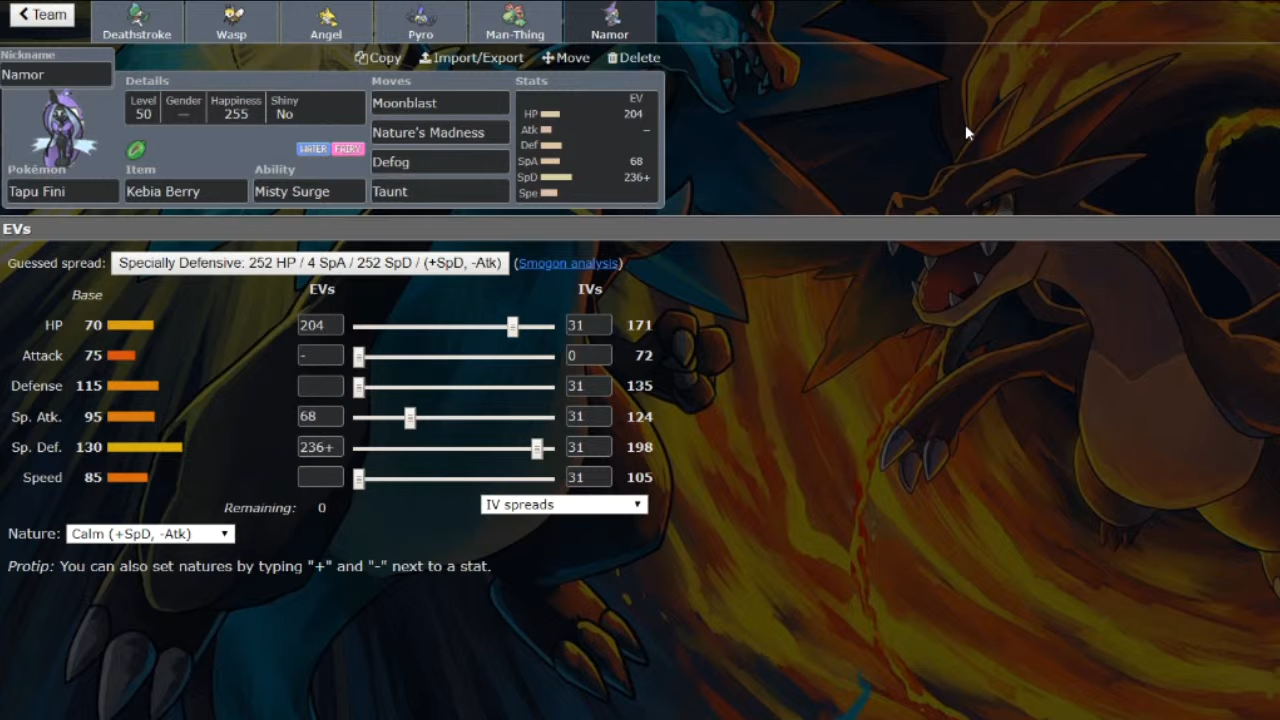 Team
Deathstroke Wasp Angel Pyro Man-Thing Namor
Copy Import/Export Move Delete
Nickname
Namor
Details
Level Gender Happiness Shiny
50 — 255 No
WATER FAIRY
Pokémon Item Ability
Tapu Fini Kebia Berry Misty Surge
Moves
Moonblast
Nature's Madness
Defog
Taunt
Stats
EV
HP 204
Atk –
Def
SpA 68
SpD 236+
Spe
EVs
Guessed spread: Specially Defensive: 252 HP / 4 SpA / 252 SpD / (+SpD, -Atk) (Smogon analysis)
Base EVs IVs
HP 70 204 31 171
Attack 75 - 0 72
Defense 115 31 135
Sp. Atk. 95 68 31 124
Sp. Def. 130 236+ 31 198
Speed 85 31 105
Remaining: 0 IV spreads
Nature: Calm (+SpD, -Atk)
Protip: You can also set natures by typing "+" and "-" next to a stat.